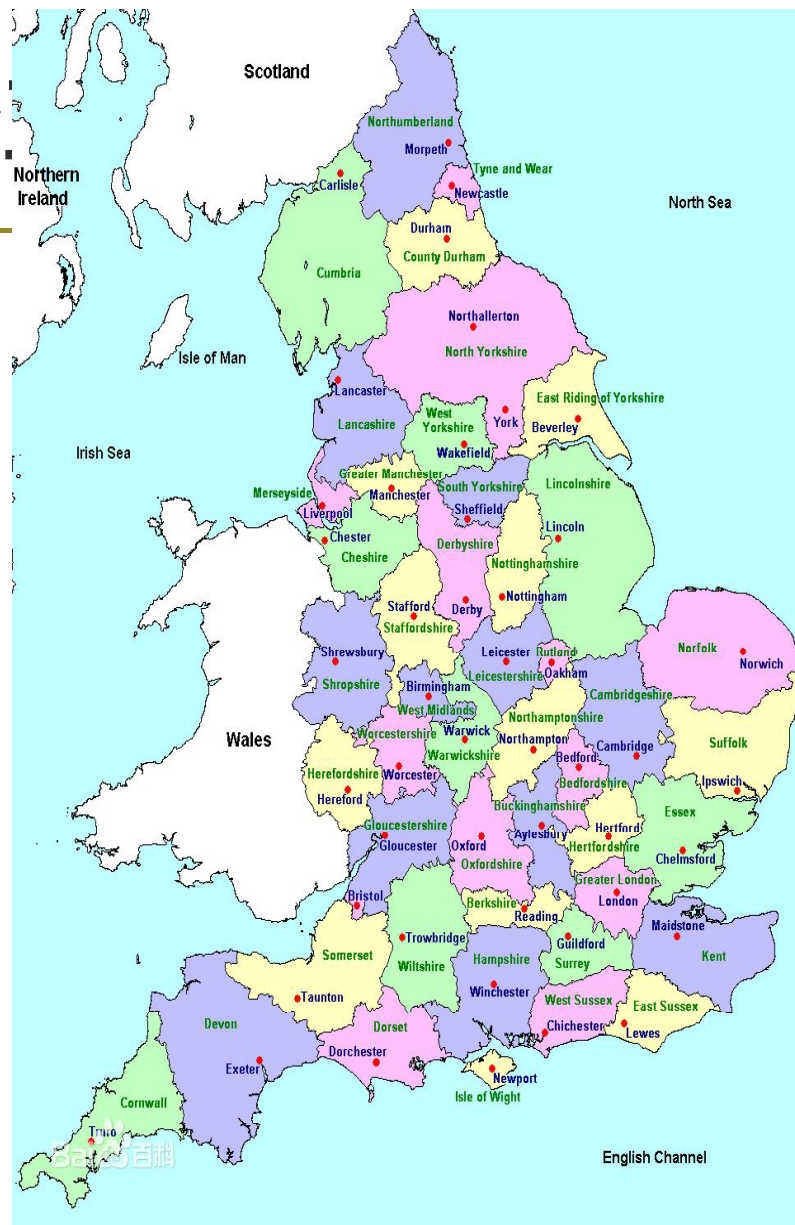 Scotland
Northumberland
Morpeth
Tyne and Wear
Northern
Ireland
Carlisle
Newcastle
North Sea
Durham
County Durham
Cumbria
Northallerton
North Yorkshire
Isle of Man
Lancaster
East Riding of Yorkshire
West
Yorkshire
York
Beverley
Lancashire
Irish Sea
Wakefield
Greater Manchester
South Yorkshire
Lincolnshire
Merseyside
Manchester
Liverpool
Sheffield
Lincoln
Chester
Derbyshire
Cheshire
Nottinghamshire
Stafford
Derby
Nottingham
Staffordshire
Shrewsbury
Leicester
Rutland
Norfolk
Norwich
Oakham
Leicestershire
Shropshire
Birmingham
Cambridgeshire
West Midlands
Northamptonshire
Worcestershire
Warwick
Wales
Northampton
Cambridge
Suffolk
Warwickshire
Bedford
Herefordshire
Worcester
Bedfordshire
Ipswich
Hereford
Buckinghamshire
Essex
Gloucestershire
Aylesbury
Hertford
Gloucester
Oxford
Hertfordshire
Chelmsford
Oxfordshire
Greater London
Bristol
London
Berkshire
Reading
Maidstone
Trowbridge
Guildford
Somerset
Wiltshire
Hampshire
Surrey
Kent
Winchester
Taunton
West Sussex
East Sussex
Devon
Dorset
Chichester
Lewes
Dorchester
Exeter
Newport
Isle of Wight
Cornwall
Truro
Bai 百科
English Channel